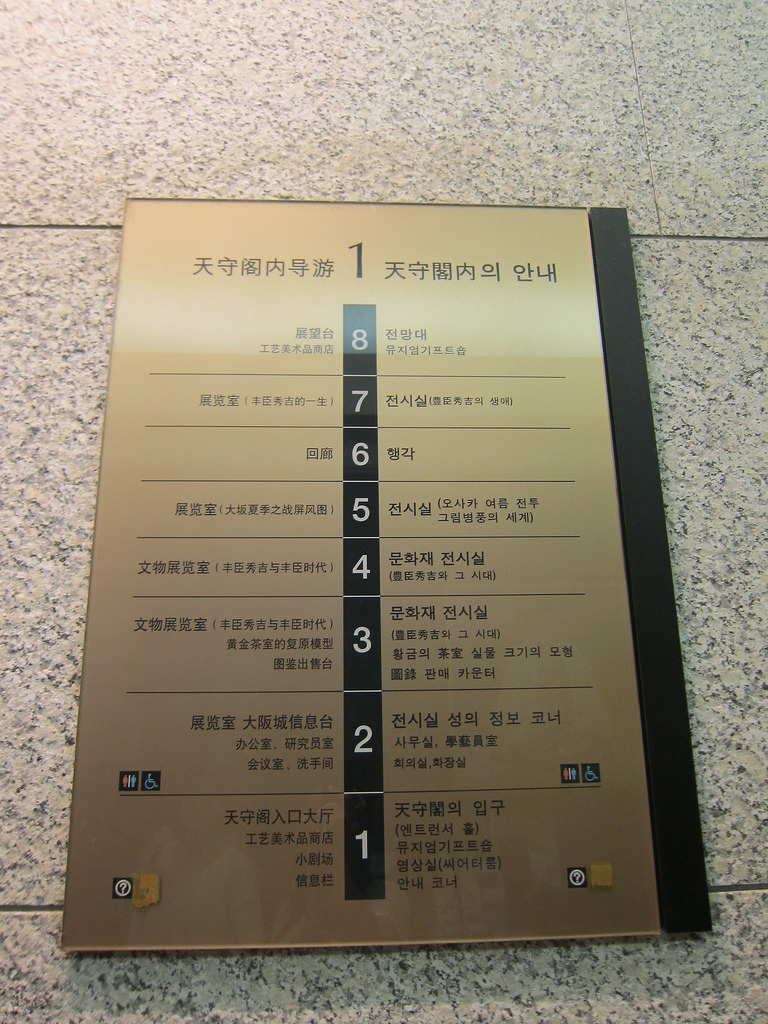 天守阁内导游 1 天守閣内의 안내
展望台 8 전망대
工艺美术品商店 뮤지엄기프트숍
展览室(丰臣秀吉的一生) 7 전시실(豊臣秀吉의 생애)
回廊 6 행각
展览室(大坂夏季之战屏风图) 5 전시실 (오사카 여름 전투
그림병풍의 세계)
文物展览室(丰臣秀吉与丰臣时代) 4 문화재 전시실
(豊臣秀吉와 그 시대)
文物展览室(丰臣秀吉与丰臣时代) 3 문화재 전시실
(豊臣秀吉와 그 시대)
黄金茶室的复原模型 황금의 茶室 실물 크기의 모형
图鉴出售台 圖錄 판매 카운터
展览室 大阪城信息台 2 전시실 성의 정보 코너
办公室、研究员室 사무실, 學藝員室
会议室、洗手间 회의실,화장실
天守阁入口大厅 1 天守閣의 입구
(엔트런서 홀)
工艺美术品商店 뮤지엄기프트숍
小剧场 영상실(씨어터룸)
信息栏 안내 코너
? ?